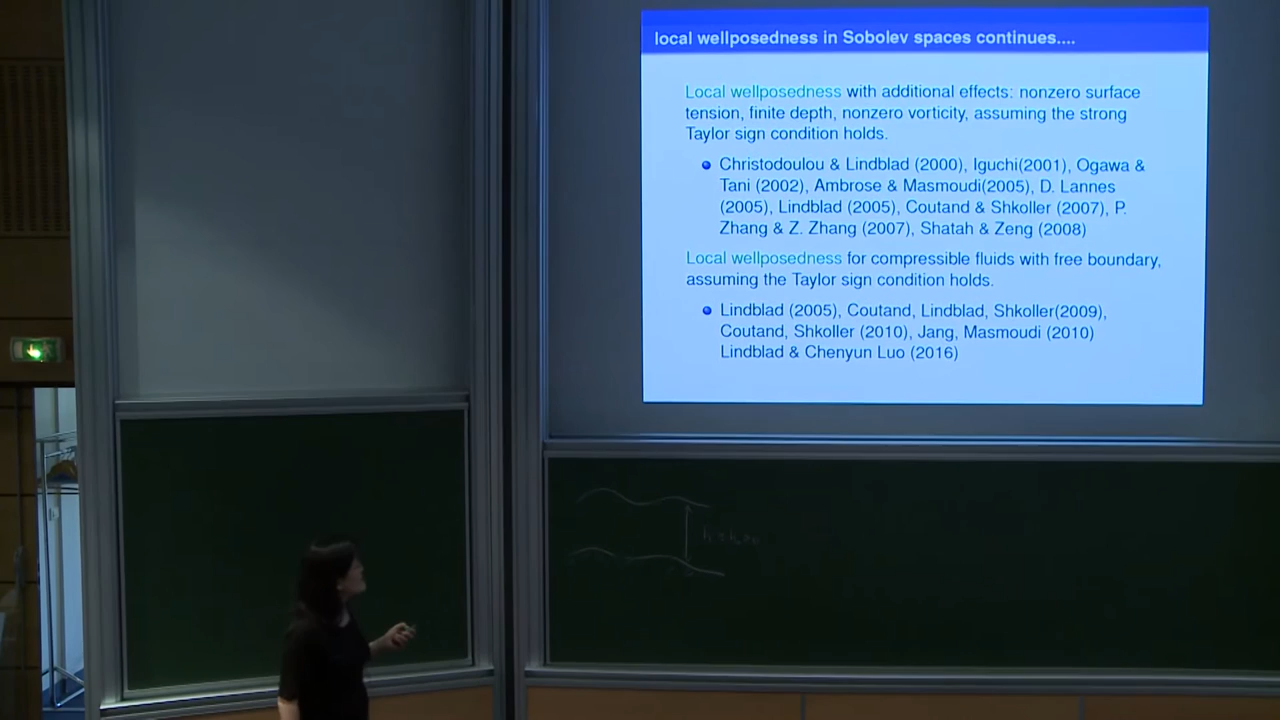 local wellposedness in Sobolev spaces continues....
Local wellposedness with additional effects: nonzero surface
tension, finite depth, nonzero vorticity, assuming the strong
Taylor sign condition holds.
Christodoulou & Lindblad (2000), Iguchi(2001), Ogawa &
Tani (2002), Ambrose & Masmoudi(2005), D. Lannes
(2005), Lindblad (2005), Coutand & Shkoller (2007), P.
Zhang & Z. Zhang (2007), Shatah & Zeng (2008)
Local wellposedness for compressible fluids with free boundary,
assuming the Taylor sign condition holds.
Lindblad (2005), Coutand, Lindblad, Shkoller(2009),
Coutand, Shkoller (2010), Jang, Masmoudi (2010)
Lindblad & Chenyun Luo (2016)